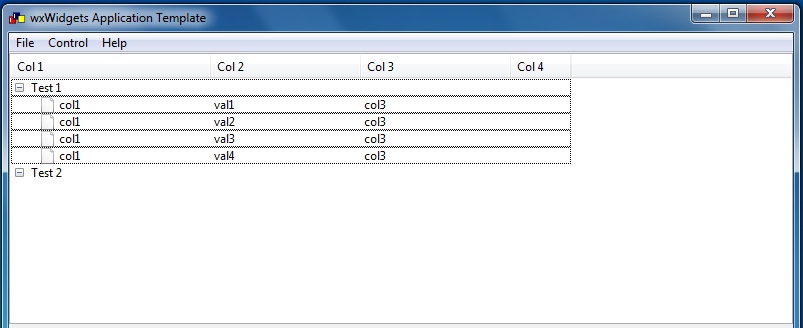 wxWidgets Application Template
File Control Help
Col 1 Col 2 Col 3 Col 4
Test 1
col1 val1 col3
col1 val2 col3
col1 val3 col3
col1 val4 col3
Test 2